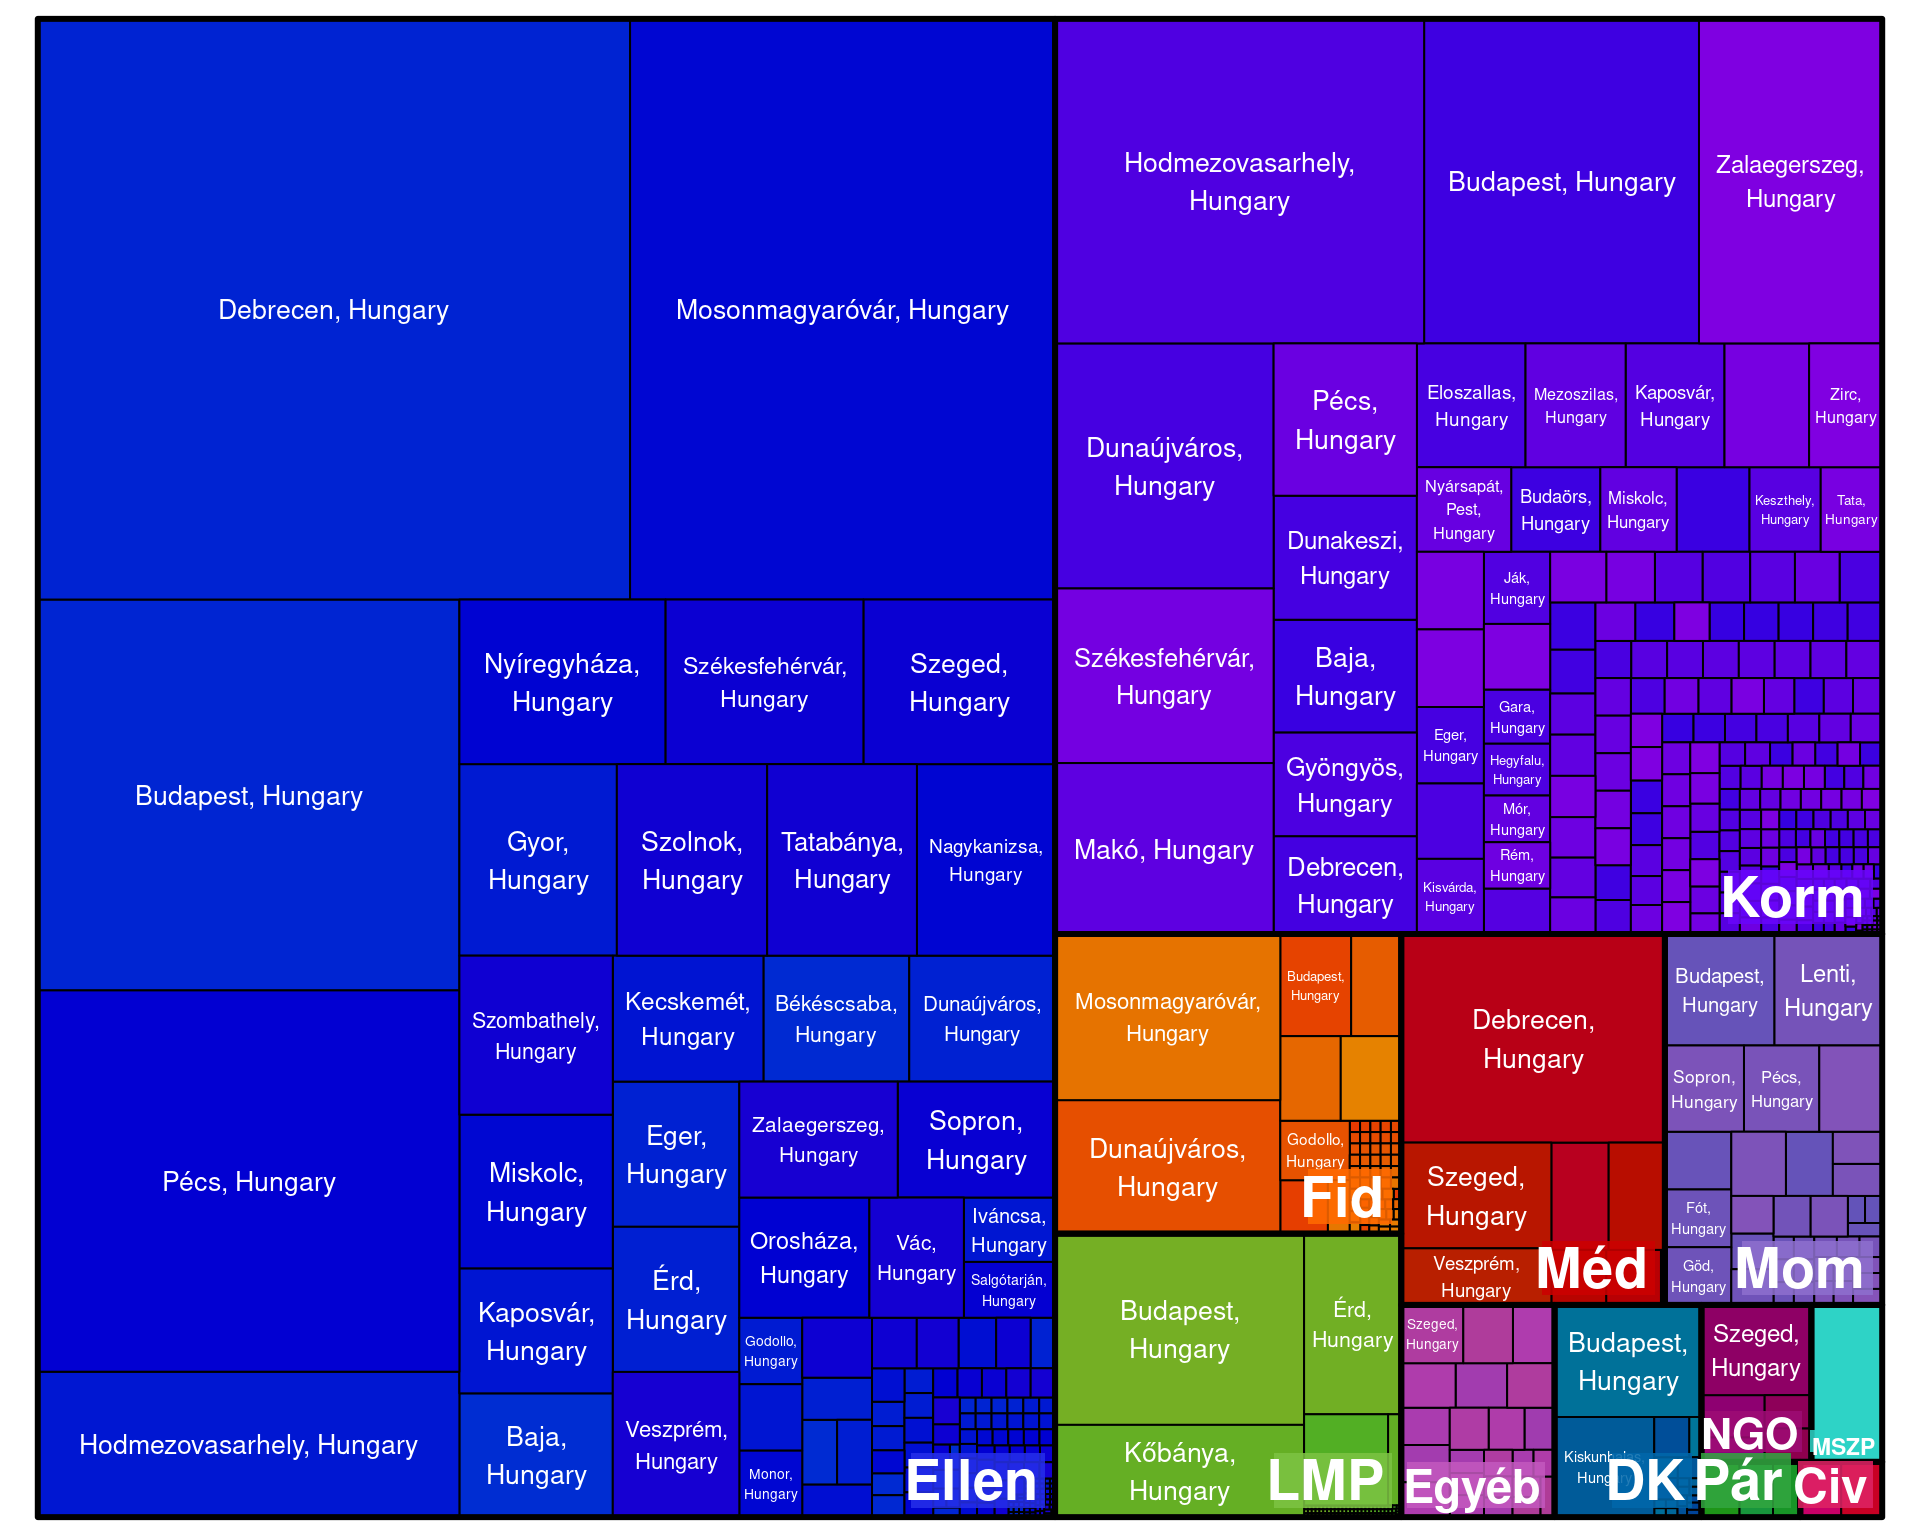 Debrecen, Hungary
Mosonmagyaróvár, Hungary
Budapest, Hungary
Pécs, Hungary
Hodmezovasarhely, Hungary
Nyíregyháza,
Hungary
Székesfehérvár,
Hungary
Szeged,
Hungary
Gyor,
Hungary
Szolnok,
Hungary
Tatabánya,
Hungary
Nagykanizsa,
Hungary
Szombathely,
Hungary
Miskolc,
Hungary
Kaposvár,
Hungary
Baja,
Hungary
Kecskemét,
Hungary
Békéscsaba,
Hungary
Dunaújváros,
Hungary
Eger,
Hungary
Érd,
Hungary
Veszprém,
Hungary
Zalaegerszeg,
Hungary
Sopron,
Hungary
Orosháza,
Hungary
Vác,
Hungary
Iváncsa,
Hungary
Salgótarján,
Hungary
Godollo,
Hungary
Monor,
Hungary
Ellen
Hodmezovasarhely,
Hungary
Budapest, Hungary
Zalaegerszeg,
Hungary
Dunaújváros,
Hungary
Székesfehérvár,
Hungary
Makó, Hungary
Pécs,
Hungary
Dunakeszi,
Hungary
Baja,
Hungary
Gyöngyös,
Hungary
Debrecen,
Hungary
Eloszallas,
Hungary
Mezoszilas,
Hungary
Kaposvár,
Hungary
Zirc,
Hungary
Nyársapát,
Pest,
Hungary
Budaörs,
Hungary
Miskolc,
Hungary
Keszthely,
Hungary
Tata,
Hungary
Ják,
Hungary
Gara,
Hungary
Eger,
Hungary
Hegyfalu,
Hungary
Mór,
Hungary
Rém,
Hungary
Kisvárda,
Hungary
Korm
Mosonmagyaróvár,
Hungary
Dunaújváros,
Hungary
Budapest,
Hungary
Godollo,
Hungary
Fid
Debrecen,
Hungary
Szeged,
Hungary
Veszprém,
Hungary
Méd
Budapest,
Hungary
Lenti,
Hungary
Sopron,
Hungary
Pécs,
Hungary
Fót,
Hungary
Göd,
Hungary
Mom
Budapest,
Hungary
Érd,
Hungary
Kőbánya,
Hungary
LMP
Szeged,
Hungary
Egyéb
Budapest,
Hungary
Hungary
DK
Szeged,
Hungary
NGO
MSZP
Pár
Civ